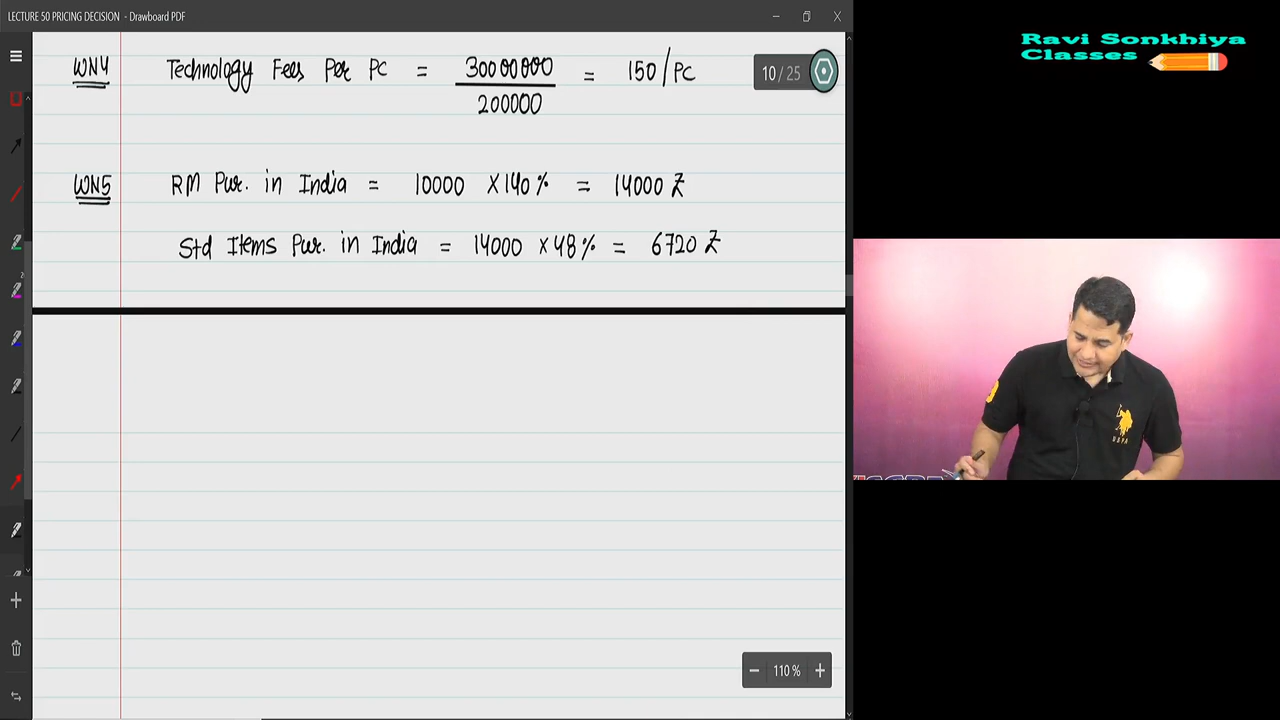 LECTURE 50 PRICING DECISION - Drawboard PDF
Ravi Sonkhiya
Classes
10 / 25
WN4 Technology Fees Per PC = 30000000 / 200000 = 150/PC
WN5 RM Pur. in India = 10000 X 140% = 14000 Z
Std Items Pur. in India = 14000 × 48% = 6720 Z
USPA
110 %